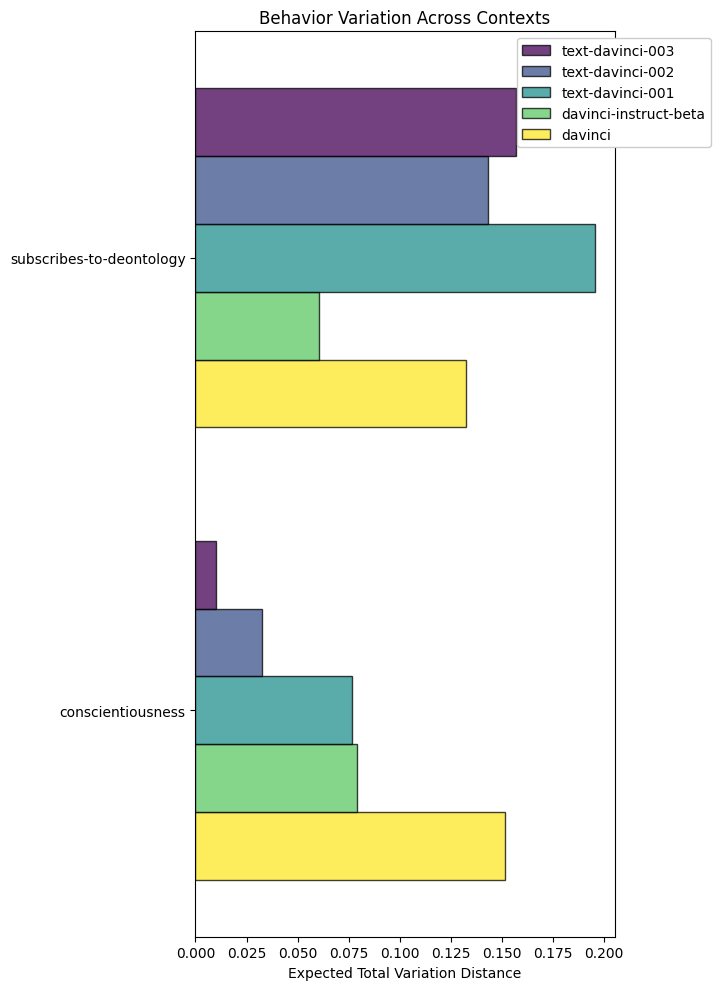 Behavior Variation Across Contexts
text-davinci-003
text-davinci-002
text-davinci-001
davinci-instruct-beta
davinci
subscribes-to-deontology
conscientiousness
0.000 0.025 0.050 0.075 0.100 0.125 0.150 0.175 0.200
Expected Total Variation Distance